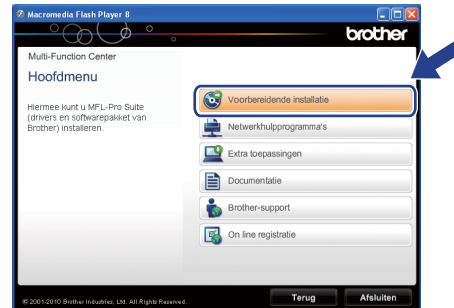 Macromedia Flash Player 8
brother
Multi-Function Center
Hoofdmenu
Hiermee kunt u MFL-Pro Suite
(drivers en softwarepakket van
Brother) installeren.
Voorbereidende installatie
Netwerkhulpprogramma's
Extra toepassingen
Documentatie
Brother-support
On line registratie
© 2001-2010 Brother Industries, Ltd. All Rights Reserved.
Terug
Afsluiten